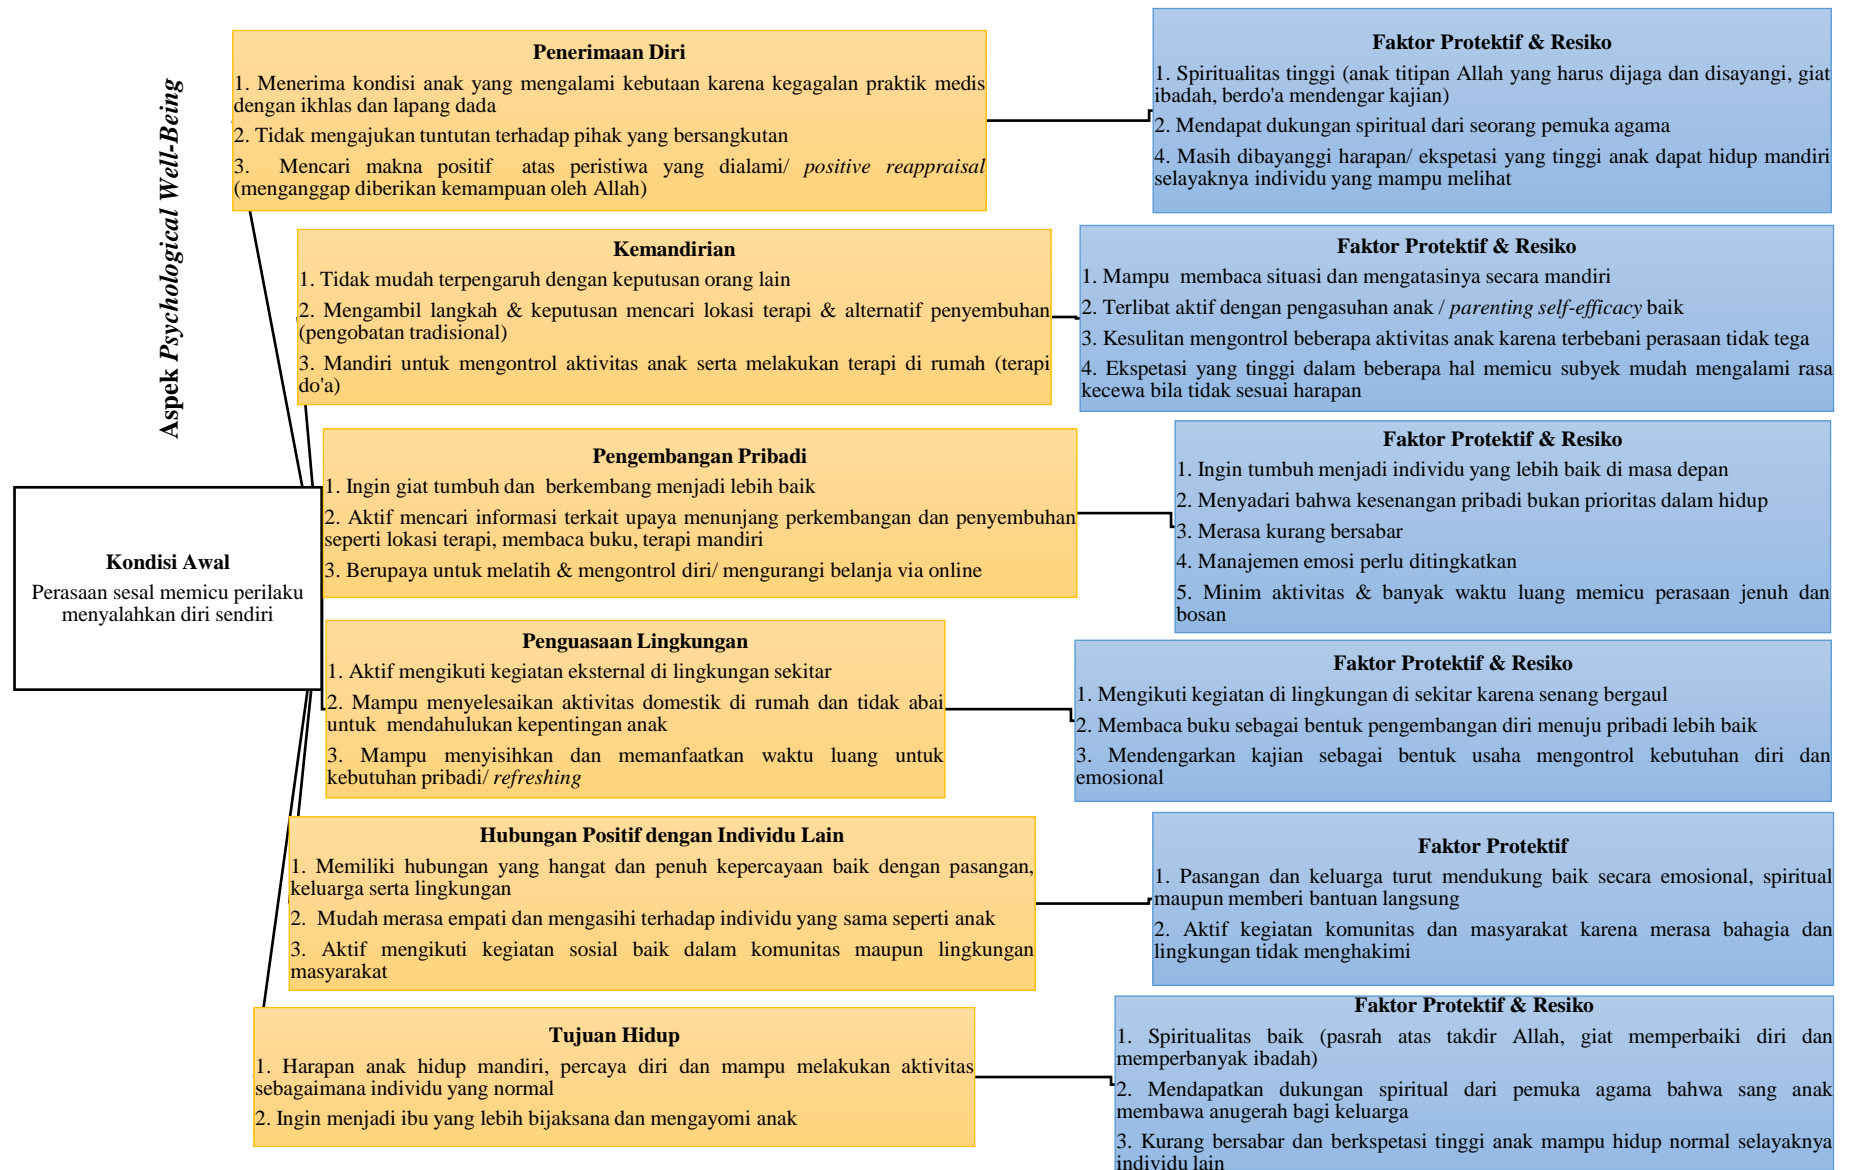 Aspek Psychological Well-Being
Kondisi Awal
Perasaan sesal memicu perilaku
menyalahkan diri sendiri
Penerimaan Diri
1. Menerima kondisi anak yang mengalami kebutaan karena kegagalan praktik medis
dengan ikhlas dan lapang dada
2. Tidak mengajukan tuntutan terhadap pihak yang bersangkutan
3. Mencari makna positif atas peristiwa yang dialami/ positive reappraisal
(menganggap diberikan kemampuan oleh Allah)
Faktor Protektif & Resiko
1. Spiritualitas tinggi (anak titipan Allah yang harus dijaga dan disayangi, giat
ibadah, berdo'a mendengar kajian)
2. Mendapat dukungan spiritual dari seorang pemuka agama
4. Masih dibayanggi harapan/ ekspetasi yang tinggi anak dapat hidup mandiri
selayaknya individu yang mampu melihat
Kemandirian
1. Tidak mudah terpengaruh dengan keputusan orang lain
2. Mengambil langkah & keputusan mencari lokasi terapi & alternatif penyembuhan
(pengobatan tradisional)
3. Mandiri untuk mengontrol aktivitas anak serta melakukan terapi di rumah (terapi
do'a)
Faktor Protektif & Resiko
1. Mampu membaca situasi dan mengatasinya secara mandiri
2. Terlibat aktif dengan pengasuhan anak / parenting self-efficacy baik
3. Kesulitan mengontrol beberapa aktivitas anak karena terbebani perasaan tidak tega
4. Ekspetasi yang tinggi dalam beberapa hal memicu subyek mudah mengalami rasa
kecewa bila tidak sesuai harapan
Pengembangan Pribadi
1. Ingin giat tumbuh dan berkembang menjadi lebih baik
2. Aktif mencari informasi terkait upaya menunjang perkembangan dan penyembuhan
seperti lokasi terapi, membaca buku, terapi mandiri
3. Berupaya untuk melatih & mengontrol diri/ mengurangi belanja via online
Faktor Protektif & Resiko
1. Ingin tumbuh menjadi individu yang lebih baik di masa depan
2. Menyadari bahwa kesenangan pribadi bukan prioritas dalam hidup
3. Merasa kurang bersabar
4. Manajemen emosi perlu ditingkatkan
5. Minim aktivitas & banyak waktu luang memicu perasaan jenuh dan
bosan
Penguasaan Lingkungan
1. Aktif mengikuti kegiatan eksternal di lingkungan sekitar
2. Mampu menyelesaikan aktivitas domestik di rumah dan tidak abai
untuk mendahulukan kepentingan anak
3. Mampu menyisihkan dan memanfaatkan waktu luang untuk
kebutuhan pribadi/ refreshing
Faktor Protektif & Resiko
1. Mengikuti kegiatan di lingkungan di sekitar karena senang bergaul
2. Membaca buku sebagai bentuk pengembangan diri menuju pribadi lebih baik
3. Mendengarkan kajian sebagai bentuk usaha mengontrol kebutuhan diri dan
emosional
Hubungan Positif dengan Individu Lain
1. Memiliki hubungan yang hangat dan penuh kepercayaan baik dengan pasangan,
keluarga serta lingkungan
2. Mudah merasa empati dan mengasihi terhadap individu yang sama seperti anak
3. Aktif mengikuti kegiatan sosial baik dalam komunitas maupun lingkungan
masyarakat
Faktor Protektif
1. Pasangan dan keluarga turut mendukung baik secara emosional, spiritual
maupun memberi bantuan langsung
2. Aktif kegiatan komunitas dan masyarakat karena merasa bahagia dan
lingkungan tidak menghakimi
Tujuan Hidup
1. Harapan anak hidup mandiri, percaya diri dan mampu melakukan aktivitas
sebagaimana individu yang normal
2. Ingin menjadi ibu yang lebih bijaksana dan mengayomi anak
Faktor Protektif & Resiko
1. Spiritualitas baik (pasrah atas takdir Allah, giat memperbaiki diri dan
memperbanyak ibadah)
2. Mendapatkan dukungan spiritual dari pemuka agama bahwa sang anak
membawa anugerah bagi keluarga
3. Kurang bersabar dan berkspetasi tinggi anak mampu hidup normal selayaknya
individu lain